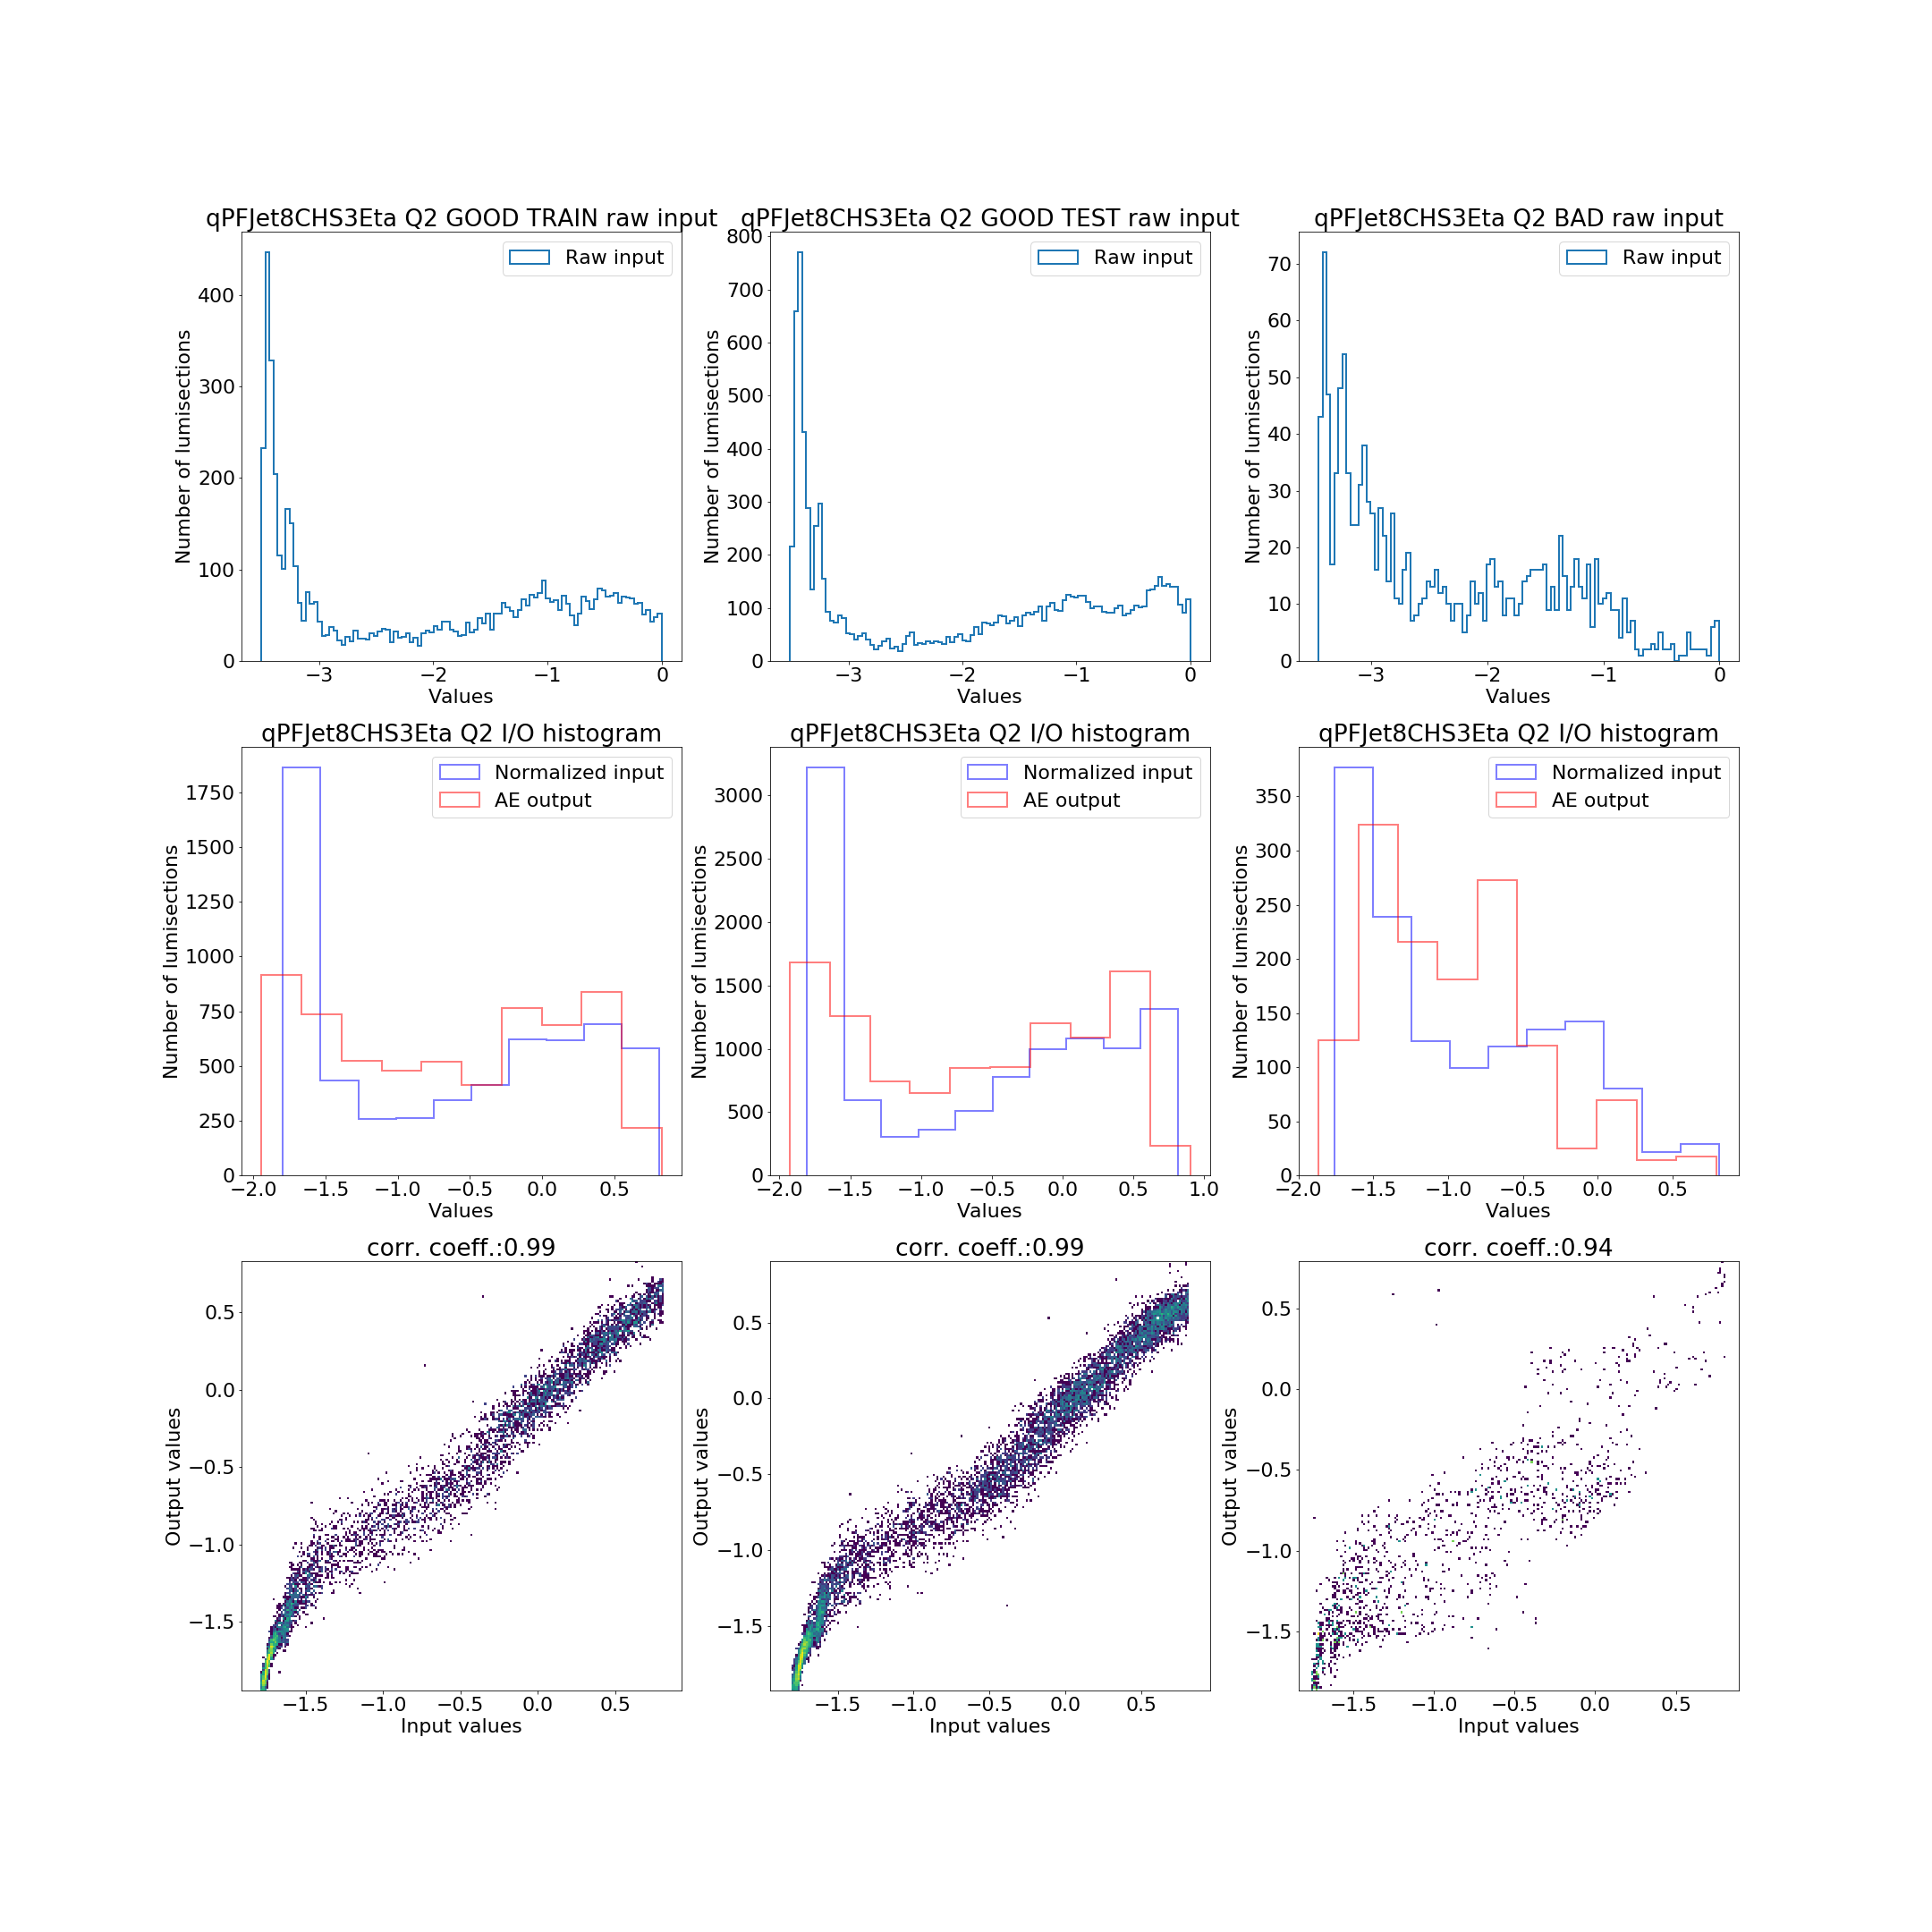 qPFJet8CHS3Eta Q2 GOOD TRAIN raw input
Raw input
400
300
200
100
0
Number of lumisections
−3
−2
−1
0
Values
qPFJet8CHS3Eta Q2 GOOD TEST raw input
Raw input
800
700
600
500
400
300
200
100
0
Number of lumisections
−3
−2
−1
0
Values
qPFJet8CHS3Eta Q2 BAD raw input
Raw input
70
60
50
40
30
20
10
0
Number of lumisections
−3
−2
−1
0
Values
qPFJet8CHS3Eta Q2 I/O histogram
Normalized input
AE output
1750
1500
1250
1000
750
500
250
0
Number of lumisections
−2.0
−1.5
−1.0
−0.5
0.0
0.5
Values
qPFJet8CHS3Eta Q2 I/O histogram
Normalized input
AE output
3000
2500
2000
1500
1000
500
0
Number of lumisections
−2.0
−1.5
−1.0
−0.5
0.0
0.5
1.0
Values
qPFJet8CHS3Eta Q2 I/O histogram
Normalized input
AE output
350
300
250
200
150
100
50
0
Number of lumisections
−2.0
−1.5
−1.0
−0.5
0.0
0.5
Values
corr. coeff.:0.99
0.5
0.0
−0.5
−1.0
−1.5
Output values
−1.5
−1.0
−0.5
0.0
0.5
Input values
corr. coeff.:0.99
0.5
0.0
−0.5
−1.0
−1.5
Output values
−1.5
−1.0
−0.5
0.0
0.5
Input values
corr. coeff.:0.94
0.5
0.0
−0.5
−1.0
−1.5
Output values
−1.5
−1.0
−0.5
0.0
0.5
Input values